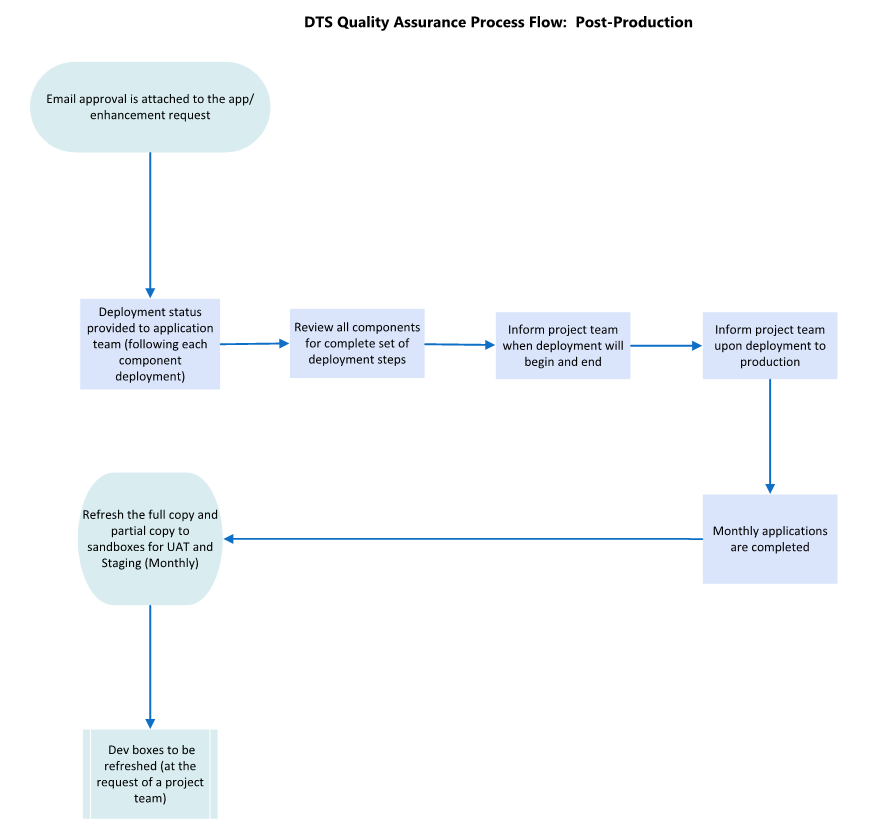 DTS Quality Assurance Process Flow:  Post-Production
Email approval is attached to the app/
enhancement request
Deployment status
provided to application
team (following each
component
deployment)
Review all components
for complete set of
deployment steps
Inform project team
when deployment will
begin and end
Inform project team
upon deployment to
production
Monthly applications
are completed
Refresh the full copy and
partial copy to
sandboxes for UAT and
Staging (Monthly)
Dev boxes to be
refreshed (at the
request of a project
team)